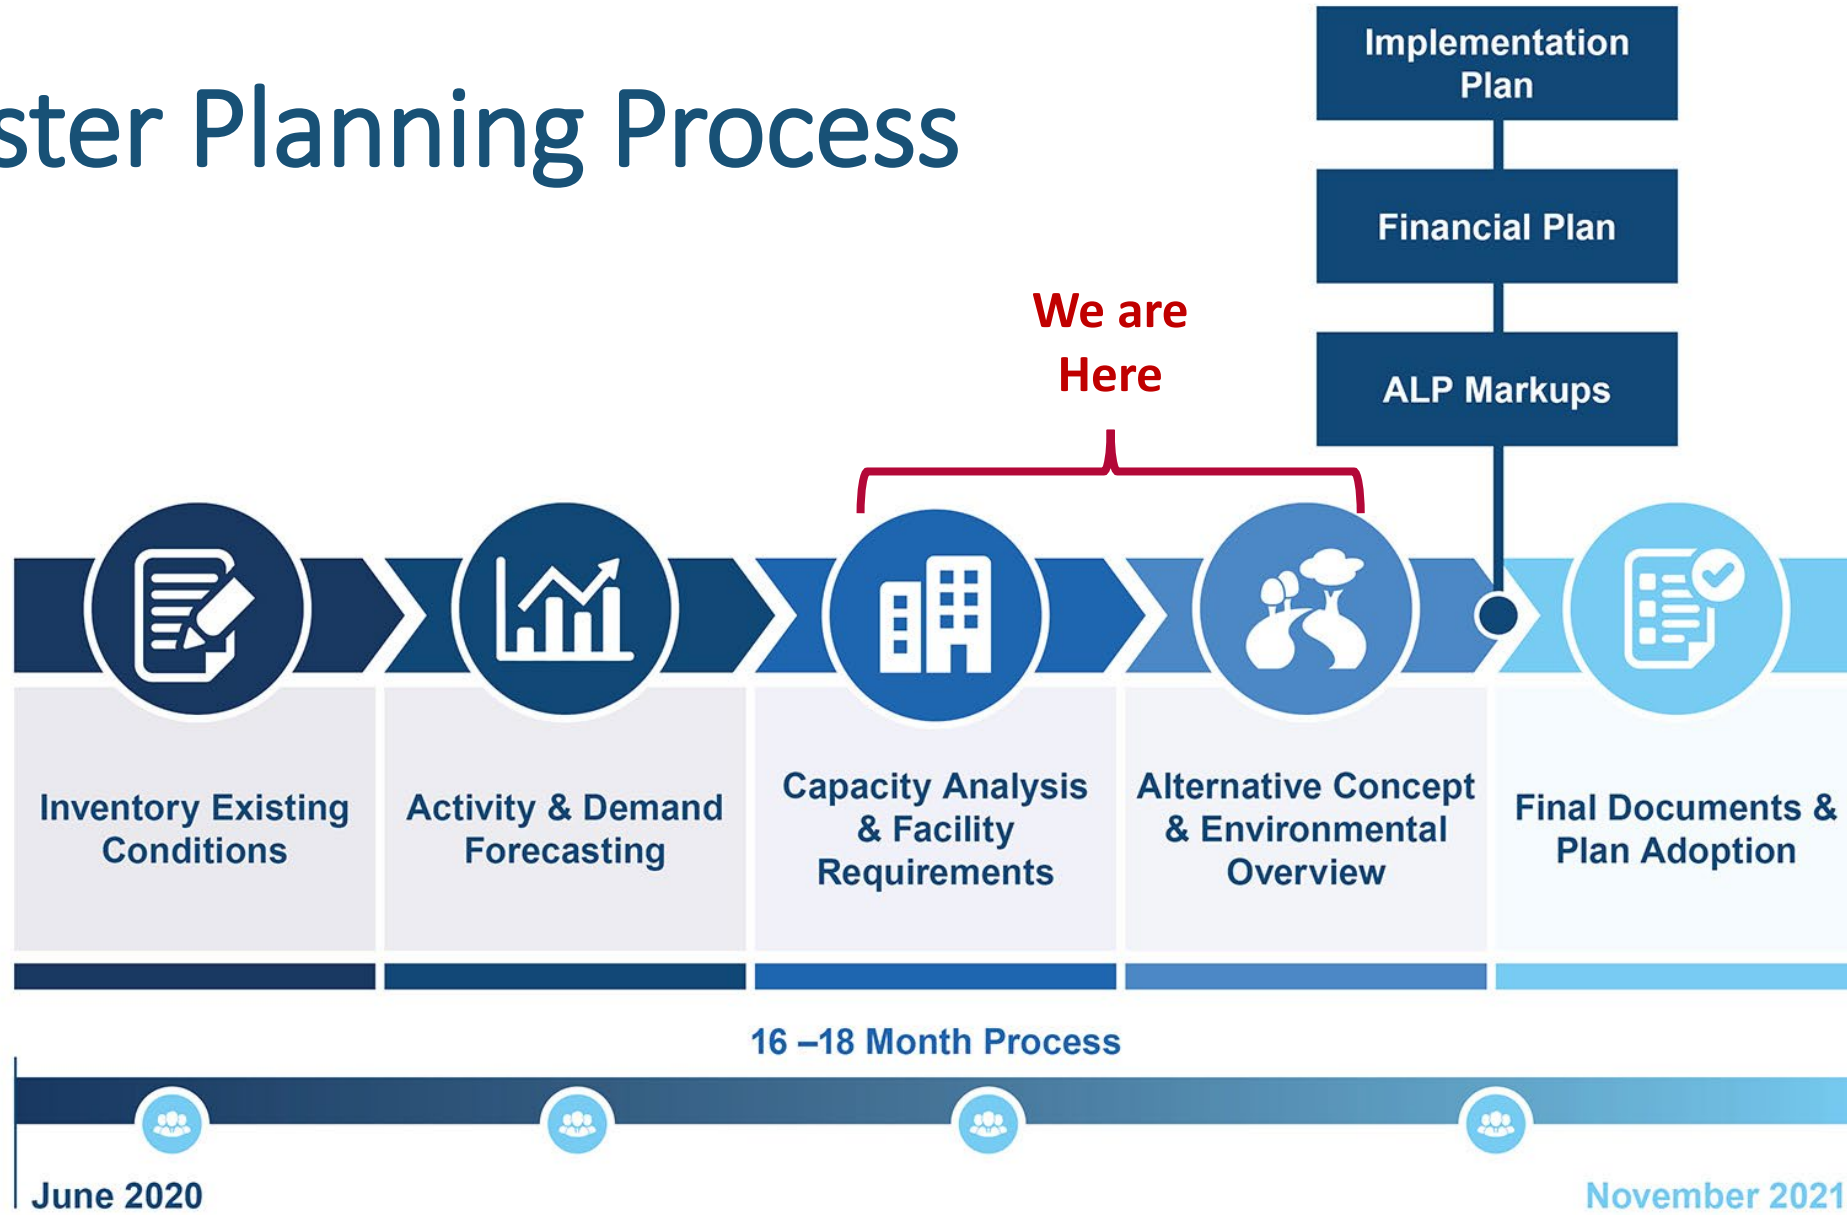 ster Planning Process
Implementation
Plan
Financial Plan
ALP Markups
We are
Here
Inventory Existing
Conditions
Activity & Demand
Forecasting
Capacity Analysis
& Facility
Requirements
Alternative Concept
& Environmental
Overview
Final Documents &
Plan Adoption
16 –18 Month Process
June 2020
November 2021